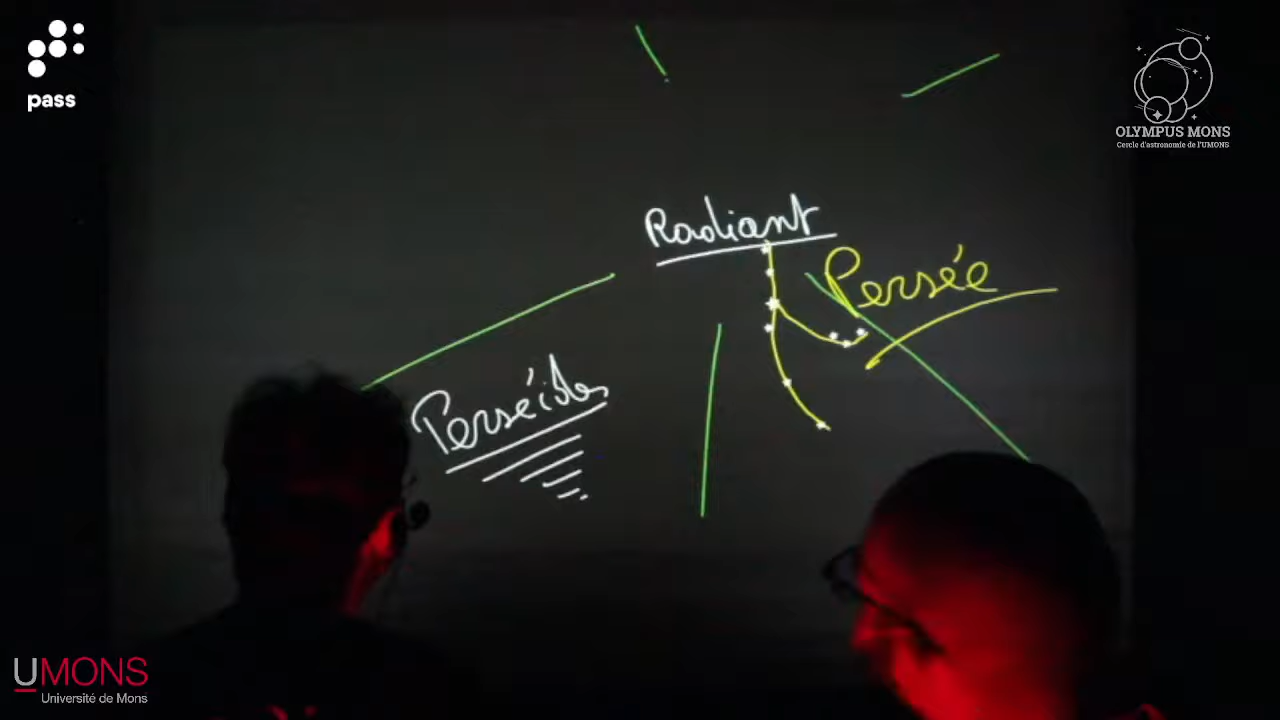 pass
OLYMPUS MONS
Cercle d'astronomie de l'UMONS
Radiant
Persée
Perséides
UMONS
Université de Mons